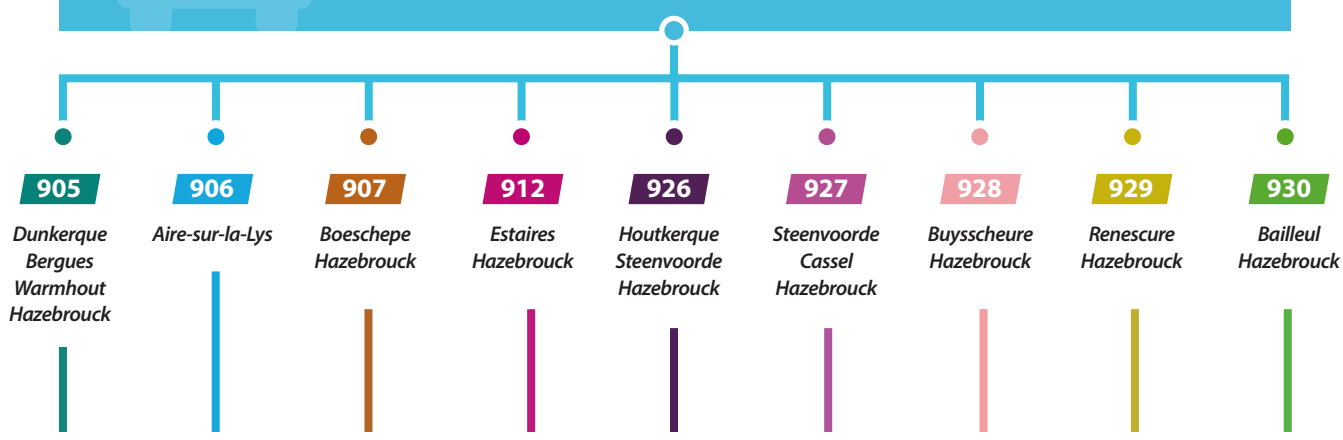 905
Dunkerque
Bergues
Warmhout
Hazebrouck
906
Aire-sur-la-Lys
907
Boeschepe
Hazebrouck
912
Estaires
Hazebrouck
926
Houtkerque
Steenvoorde
Hazebrouck
927
Steenvoorde
Cassel
Hazebrouck
928
Buysscheure
Hazebrouck
929
Renescure
Hazebrouck
930
Bailleul
Hazebrouck